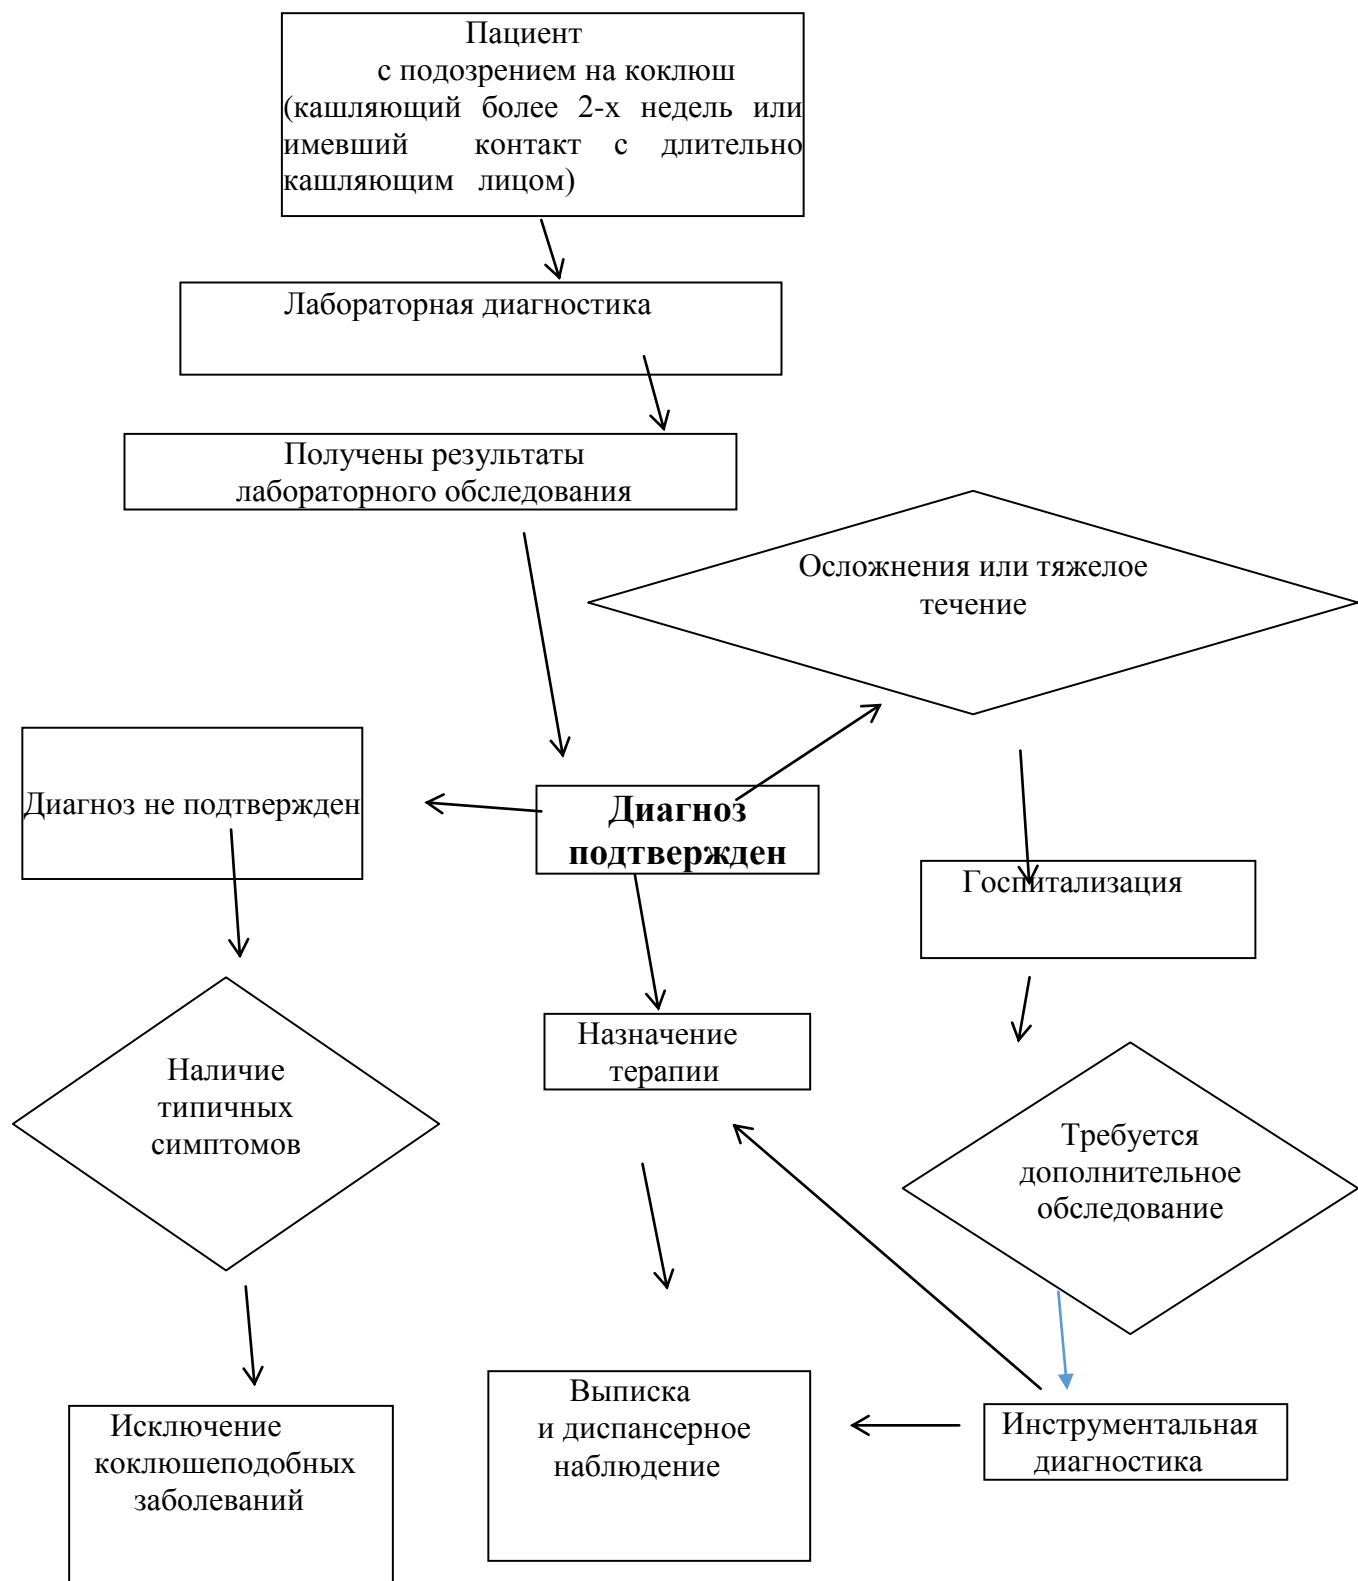 Пациент
с подозрением на коклюш
(кашляющий более 2-х недель или
имевший контакт с длительно
кашляющим лицом)
Лабораторная диагностика
Получены результаты
лабораторного обследования
Осложнения или тяжелое
течение
Диагноз не подтвержден
Диагноз
подтвержден
Госпитализация
Назначение
терапии
Наличие
типичных
симптомов
Требуется
дополнительное
обследование
Исключение
коклюшеподобных
заболеваний
Выписка
и диспансерное
наблюдение
Инструментальная
диагностика